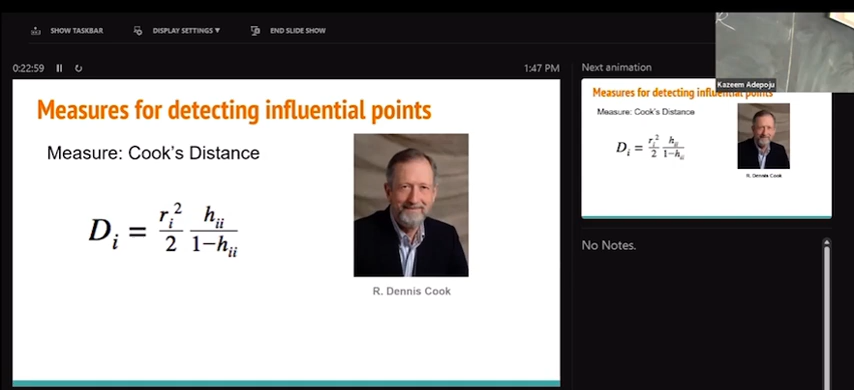 SHOW TASKBAR
DISPLAY SETTINGS ▼
END SLIDE SHOW
0:22:59
1:47 PM
Measures for detecting influential points
Measure: Cook's Distance
D_i = r_i^2/2 h_ii/1−h_ii
R. Dennis Cook
Next animation
Kazeem Adepoju
Measures for detecting influential points
Measure: Cook's Distance
D_i = r_i^2/2 h_ii/1−h_ii
R. Dennis Cook
No Notes.